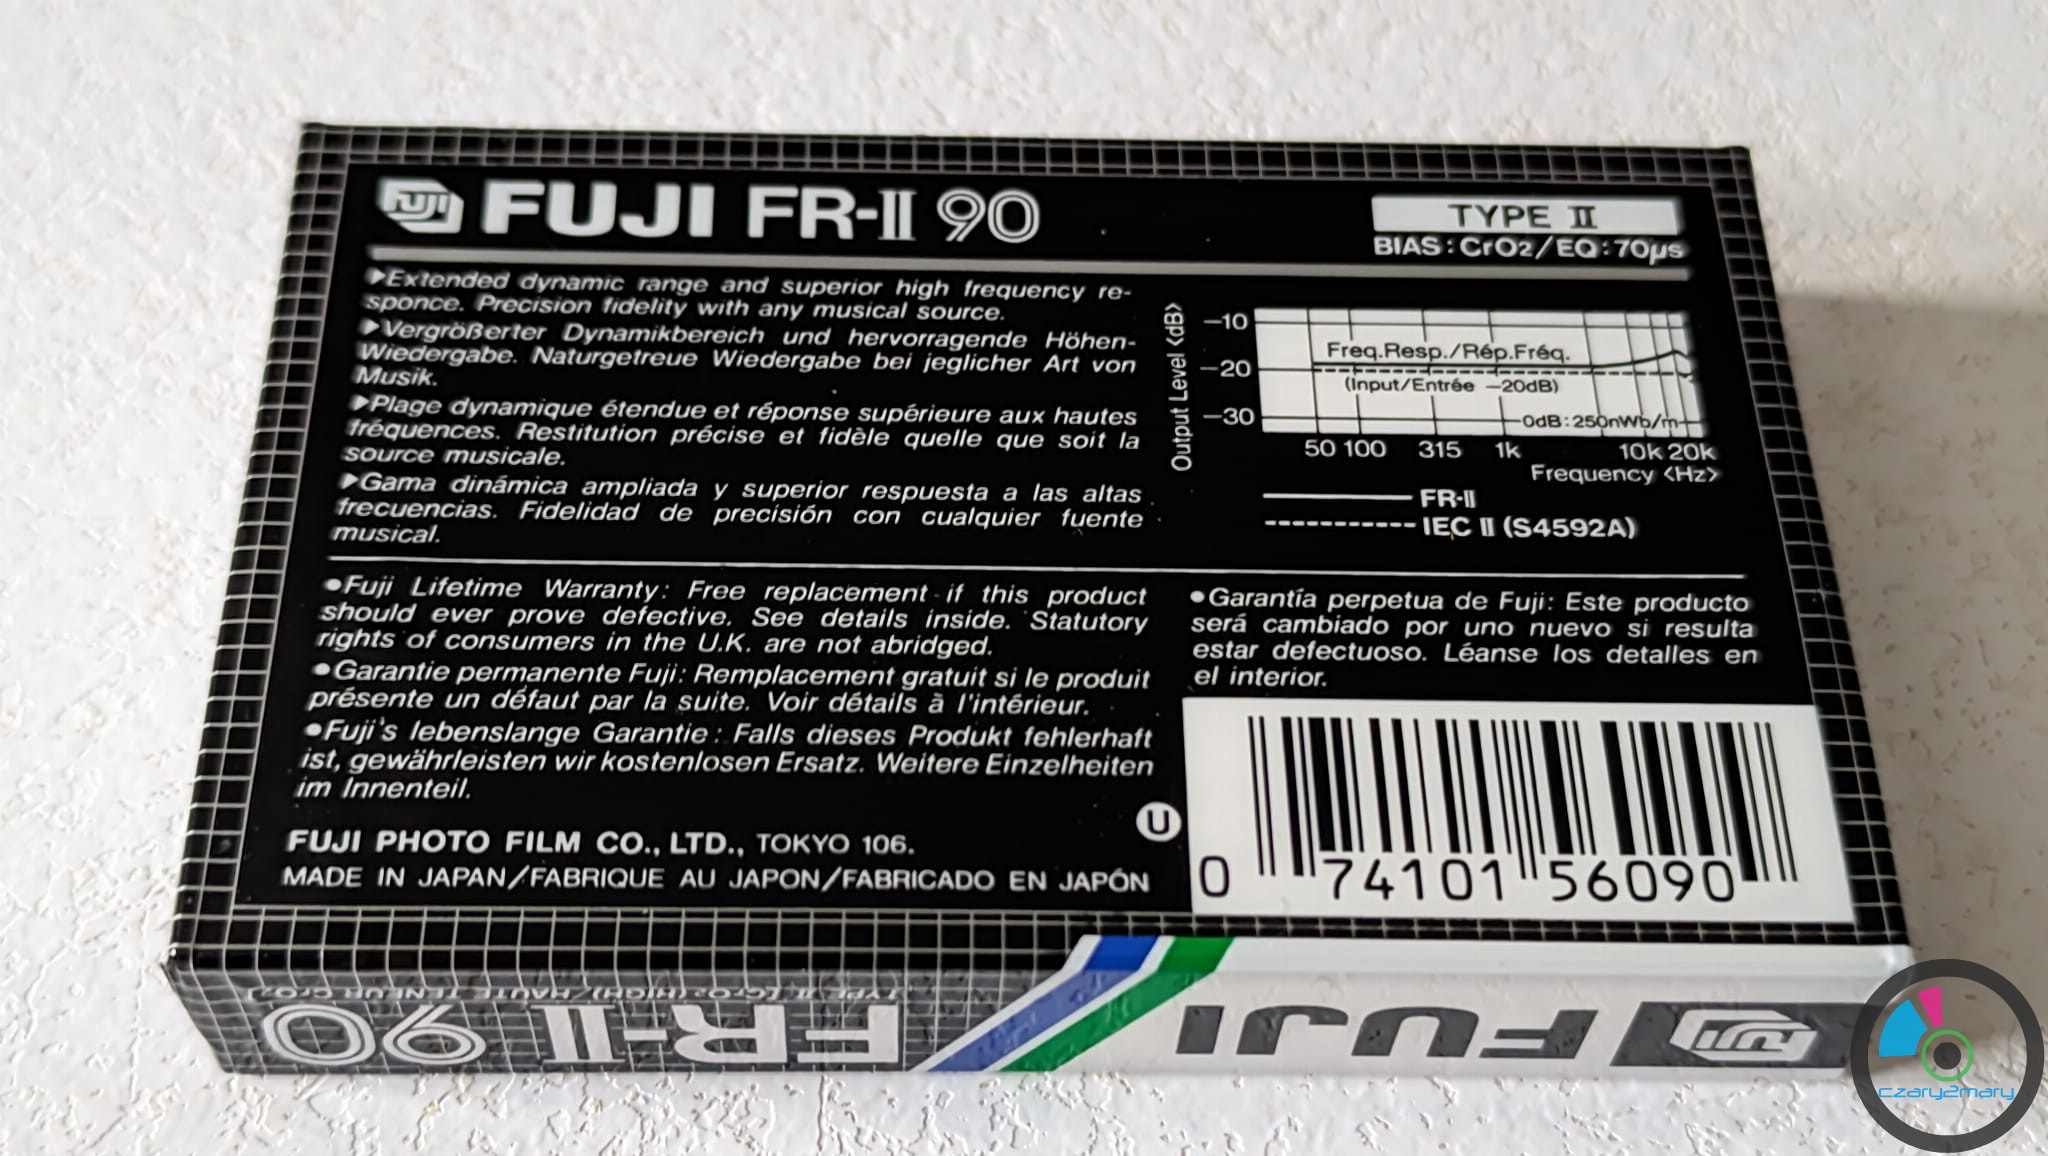 FUJI FUJI FR-II 90
TYPE II
BIAS : CrO2 / EQ : 70μs
▶Extended dynamic range and superior high frequency re-
sponce. Precision fidelity with any musical source.
▶Vergrößerter Dynamikbereich und hervorragende Höhen-
Wiedergabe. Naturgetreue Wiedergabe bei jeglicher Art von
Musik.
▶Plage dynamique étendue et réponse supérieure aux hautes
fréquences. Restitution précise et fidèle quelle que soit la
source musicale.
▶Gama dinámica ampliada y superior respuesta a las altas
frecuencias. Fidelidad de precisión con cualquier fuente
musical.
Output Level <dB>
-10
-20
-30
Freq.Resp./Rép.Fréq.
(Input/Entrée -20dB)
0dB : 250nWb/m
50 100 315 1k 10k 20k
Frequency <Hz>
FR-II
IEC II (S4592A)
●Fuji Lifetime Warranty: Free replacement if this product
should ever prove defective. See details inside. Statutory
rights of consumers in the U.K. are not abridged.
●Garantie permanente Fuji: Remplacement gratuit si le produit
présente un défaut par la suite. Voir détails à l'intérieur.
●Fuji's lebenslange Garantie : Falls dieses Produkt fehlerhaft
ist, gewährleisten wir kostenlosen Ersatz. Weitere Einzelheiten
im Innenteil.
●Garantía perpetua de Fuji: Este producto
será cambiado por uno nuevo si resulta
estar defectuoso. Léanse los detalles en
el interior.
FUJI PHOTO FILM CO., LTD., TOKYO 106.
MADE IN JAPAN/FABRIQUE AU JAPON/FABRICADO EN JAPÓN
U
0 74101 56090
FUJI FUJI FR-II 90
TYPE II [CrO2 (HIGH)/HAUTE TENEUR CrO2]
czary2mary